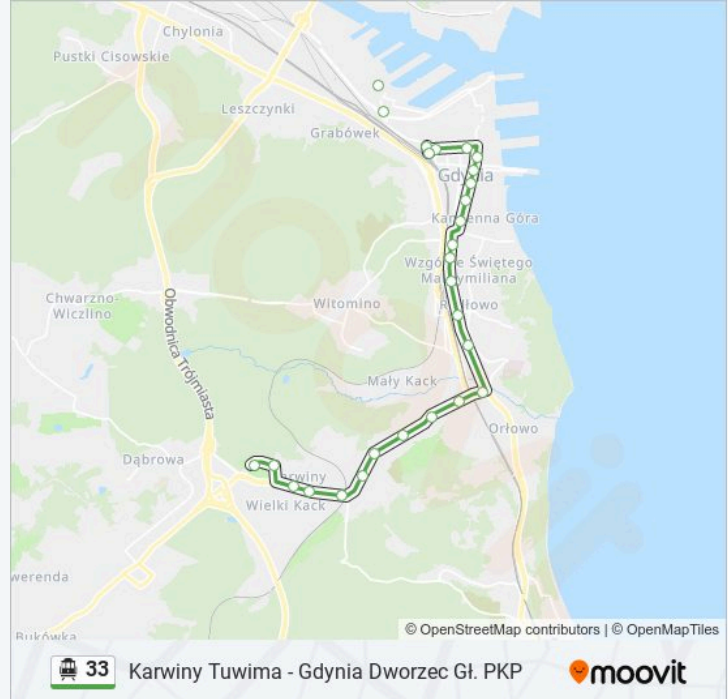 Chylonia
Pustki Cisowskie
Leszczynki
Grabówek
Gdynia
Kamienna Góra
Wzgórze Świętego
Maksymiliana
Chwarzno-
Wiczlino
Witomino
Redłowo
Obwodnica Trójmiasta
Mały Kack
Orłowo
Dąbrowa
Karwiny
Wielki Kack
werenda
Bukówka
© OpenStreetMap contributors | © OpenMapTiles
33 Karwiny Tuwima - Gdynia Dworzec Gł. PKP
moovit